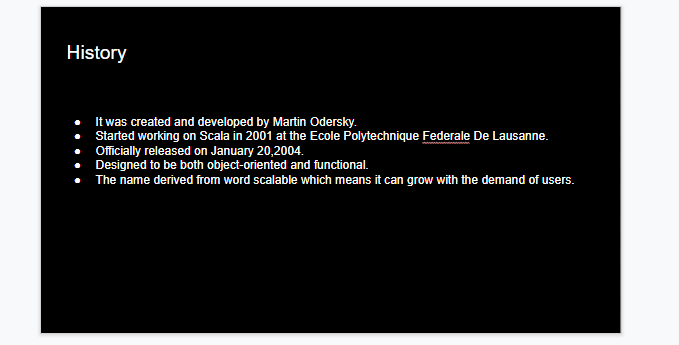 History
● It was created and developed by Martin Odersky.
● Started working on Scala in 2001 at the Ecole Polytechnique Federale De Lausanne.
● Officially released on January 20,2004.
● Designed to be both object-oriented and functional.
● The name derived from word scalable which means it can grow with the demand of users.